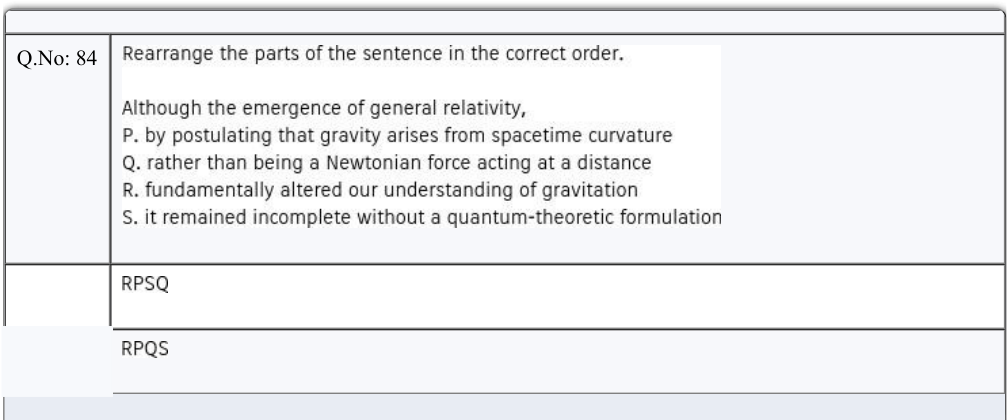 Q.No: 84
Rearrange the parts of the sentence in the correct order.
Although the emergence of general relativity,
P. by postulating that gravity arises from spacetime curvature
Q. rather than being a Newtonian force acting at a distance
R. fundamentally altered our understanding of gravitation
S. it remained incomplete without a quantum-theoretic formulation
RPSQ
RPQS